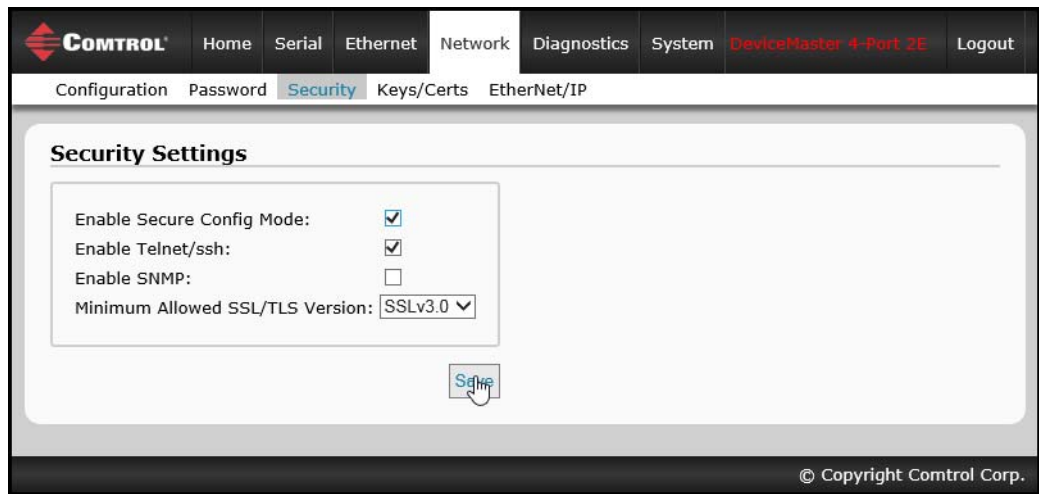 COMTROL Home Serial Ethernet Network Diagnostics System DeviceMaster 4-Port 2E Logout
Configuration Password Security Keys/Certs EtherNet/IP
Security Settings
Enable Secure Config Mode:
Enable Telnet/ssh:
Enable SNMP:
Minimum Allowed SSL/TLS Version: SSLv3.0
Save
© Copyright Comtrol Corp.